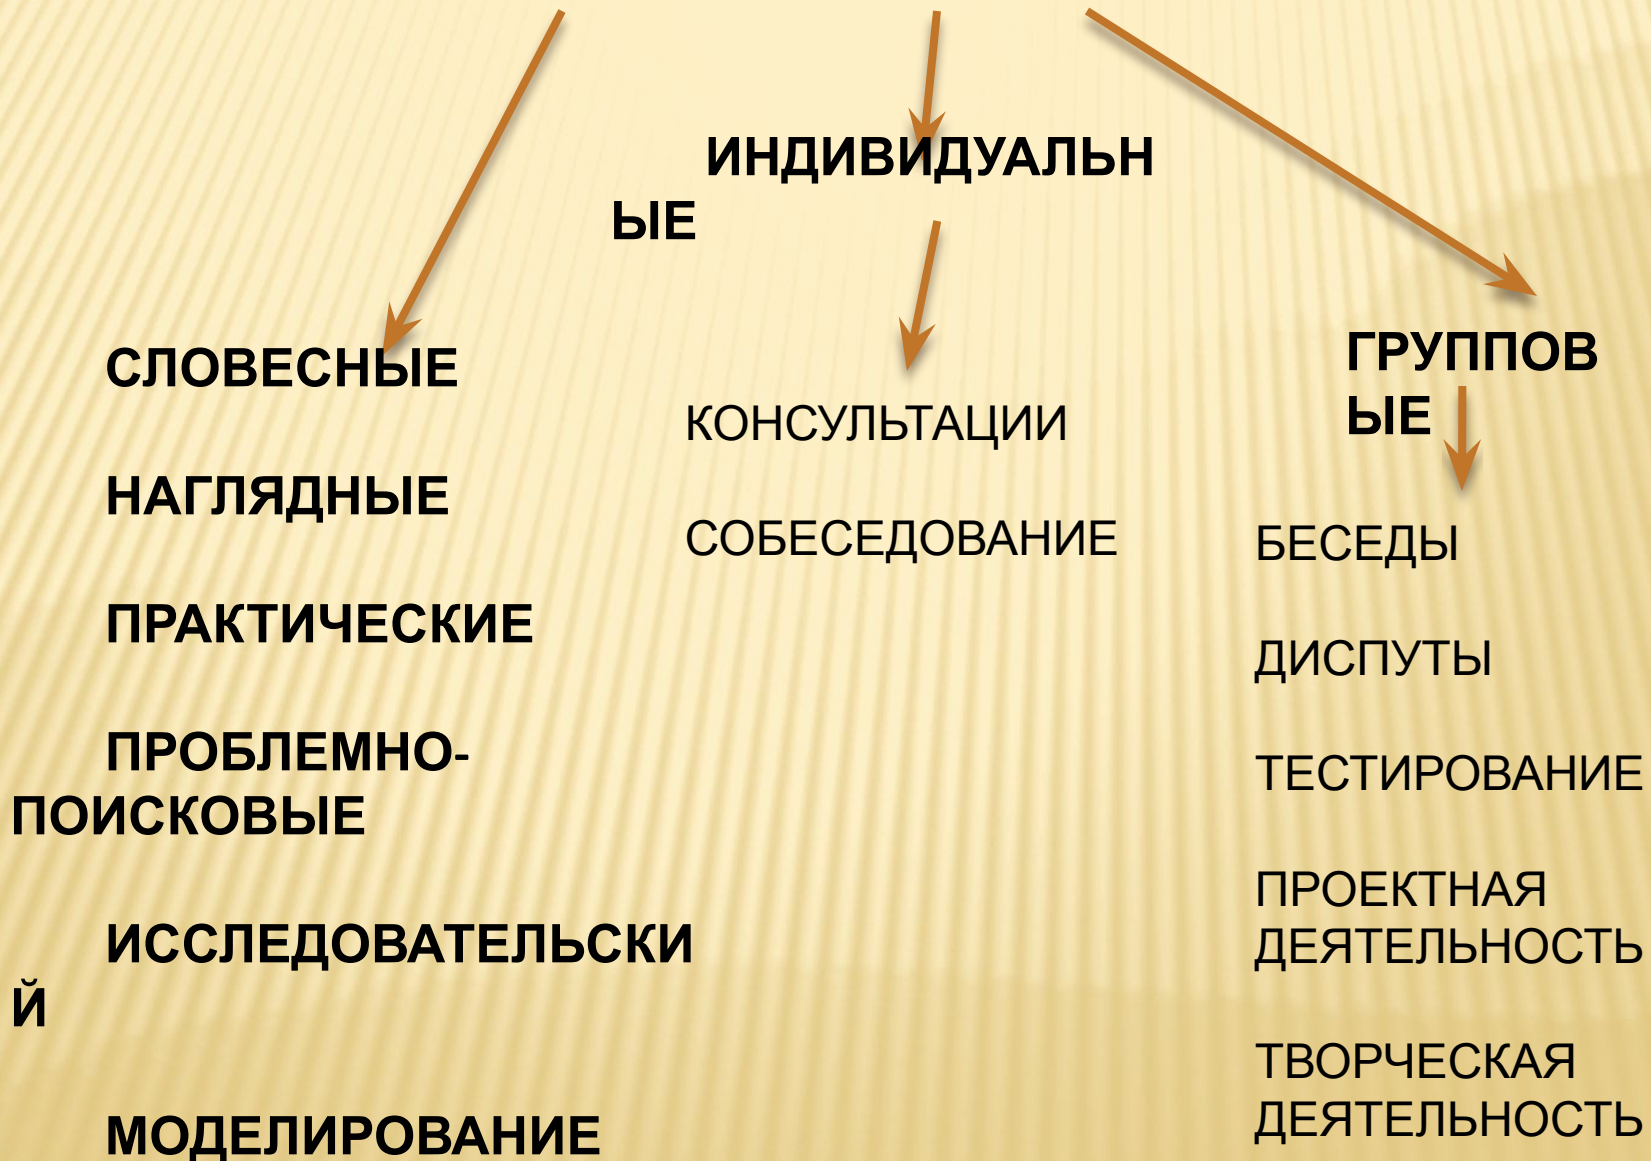 ИНДИВИДУАЛЬН
ЫЕ
СЛОВЕСНЫЕ
НАГЛЯДНЫЕ
ПРАКТИЧЕСКИЕ
ПРОБЛЕМНО-
ПОИСКОВЫЕ
ИССЛЕДОВАТЕЛЬСКИ
Й
МОДЕЛИРОВАНИЕ
КОНСУЛЬТАЦИИ
СОБЕСЕДОВАНИЕ
ГРУППОВ
ЫЕ
БЕСЕДЫ
ДИСПУТЫ
ТЕСТИРОВАНИЕ
ПРОЕКТНАЯ
ДЕЯТЕЛЬНОСТЬ
ТВОРЧЕСКАЯ
ДЕЯТЕЛЬНОСТЬ